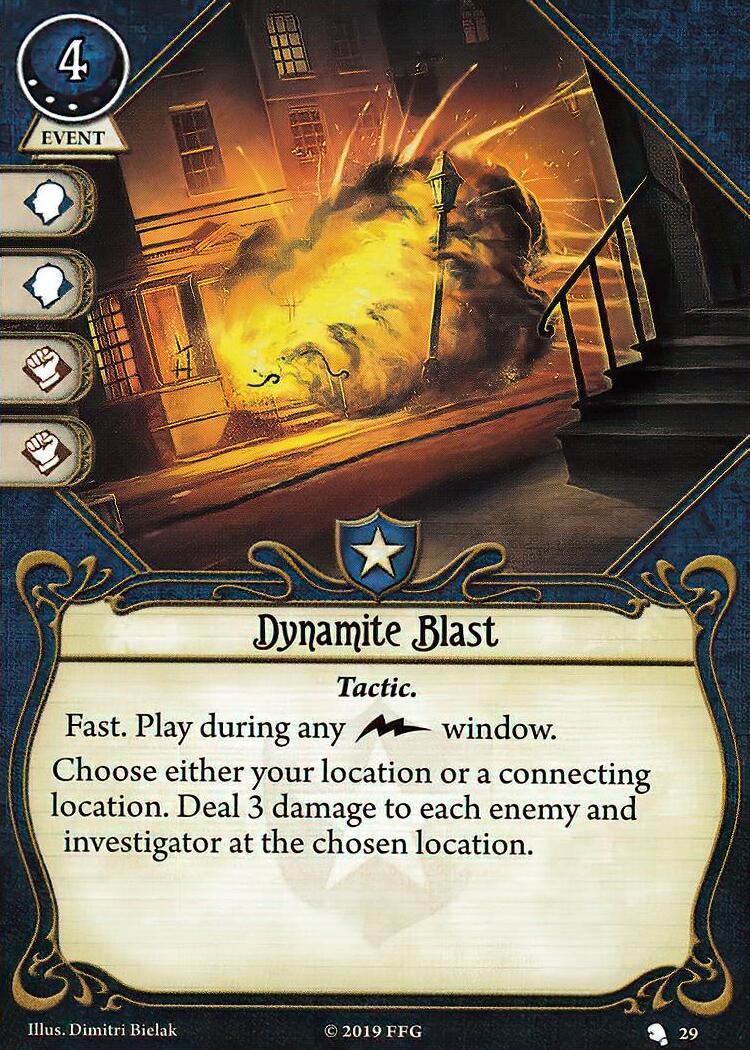 4
EVENT
Dynamite Blast
Tactic.
Fast. Play during any window.
Choose either your location or a connecting
location. Deal 3 damage to each enemy and
investigator at the chosen location.
Illus. Dimitri Bielak
© 2019 FFG
29